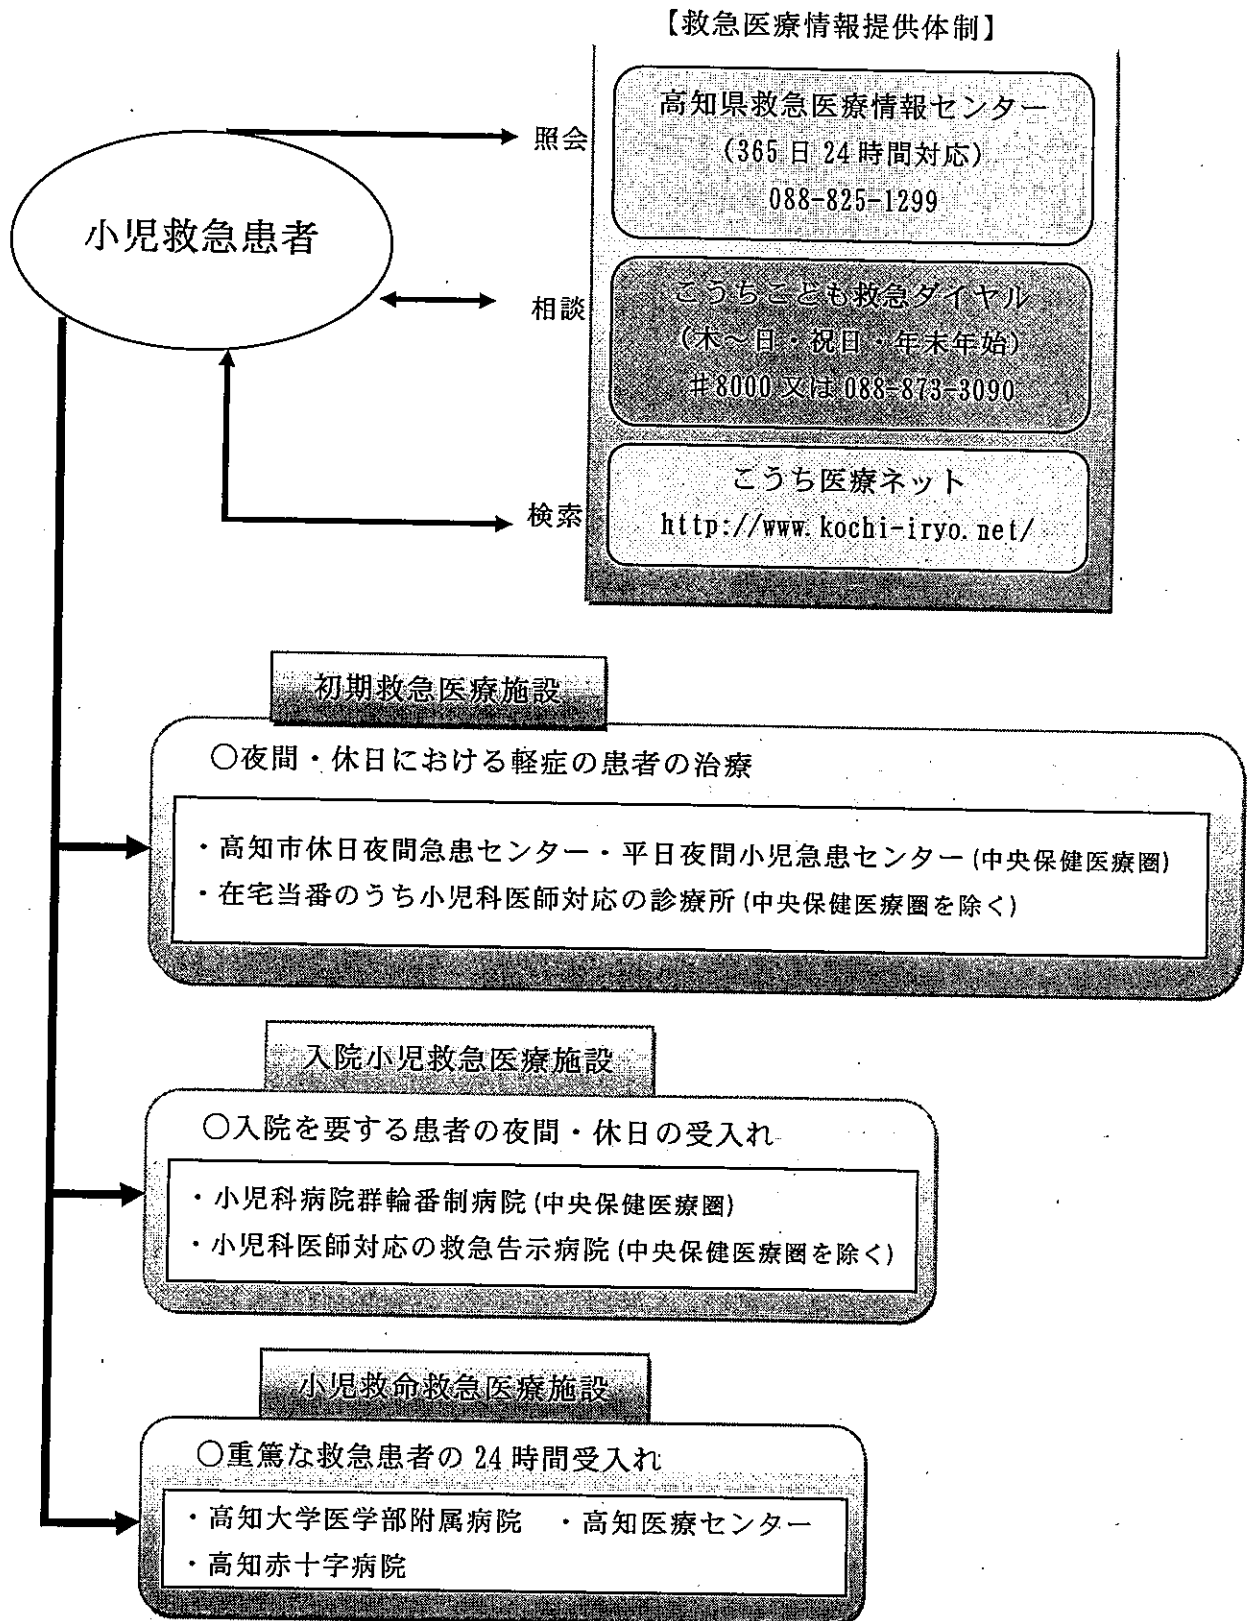 【救急医療情報提供体制】
高知県救急医療情報センター
(365日24時間対応)
088-825-1299
照会
小児救急患者
こうちこども救急ダイヤル
(木～日・祝日・年末年始)
#8000又は088-873-3090
相談
こうち医療ネット
http://www.kochi-iryo.net/
検索
初期救急医療施設
○夜間・休日における軽症の患者の治療
・高知市休日夜間急患センター・平日夜間小児急患センター(中央保健医療圏)
・在宅当番のうち小児科医師対応の診療所(中央保健医療圏を除く)
入院小児救急医療施設
○入院を要する患者の夜間・休日の受入れ
・小児科病院群輪番制病院(中央保健医療圏)
・小児科医師対応の救急告示病院(中央保健医療圏を除く)
小児救命救急医療施設
○重篤な救急患者の24時間受入れ
・高知大学医学部附属病院 ・高知医療センター
・高知赤十字病院